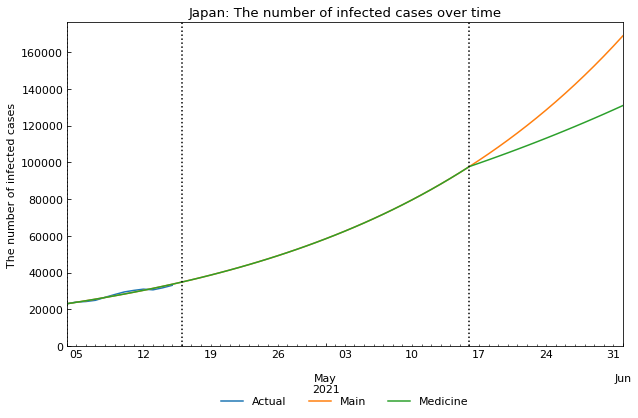 Japan: The number of infected cases over time
The number of infected cases
160000
140000
120000
100000
80000
60000
40000
20000
0
05 12 19 26 03 10 17 24 31
May Jun
2021
Actual Main Medicine